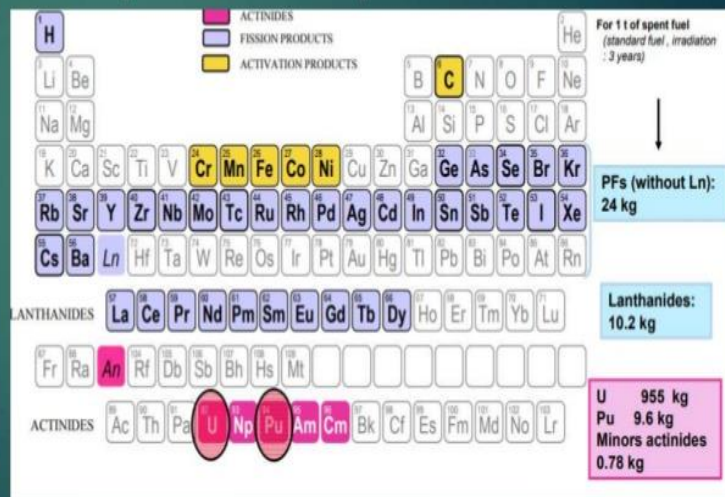 ACTINIDES
FISSION PRODUCTS
ACTIVATION PRODUCTS
H He
Li Be B C N O F Ne
Na Mg Al Si P S Cl Ar
K Ca Sc Ti V Cr Mn Fe Co Ni Cu Zn Ga Ge As Se Br Kr
Rb Sr Y Zr Nb Mo Tc Ru Rh Pd Ag Cd In Sn Sb Te I Xe
Cs Ba Ln Hf Ta W Re Os Ir Pt Au Hg Tl Pb Bi Po At Rn
LANTHANIDES La Ce Pr Nd Pm Sm Eu Gd Tb Dy Ho Er Tm Yb Lu
Fr Ra An Rf Db Sb Bh Hs Mt
ACTINIDES Ac Th Pa U Np Pu Am Cm Bk Cf Es Fm Md No Lr
For 1 t of spent fuel
(standard fuel , irradiation
: 3 years)
PFs (without Ln):
24 kg
Lanthanides:
10.2 kg
U 955 kg
Pu 9.6 kg
Minors actinides
0.78 kg